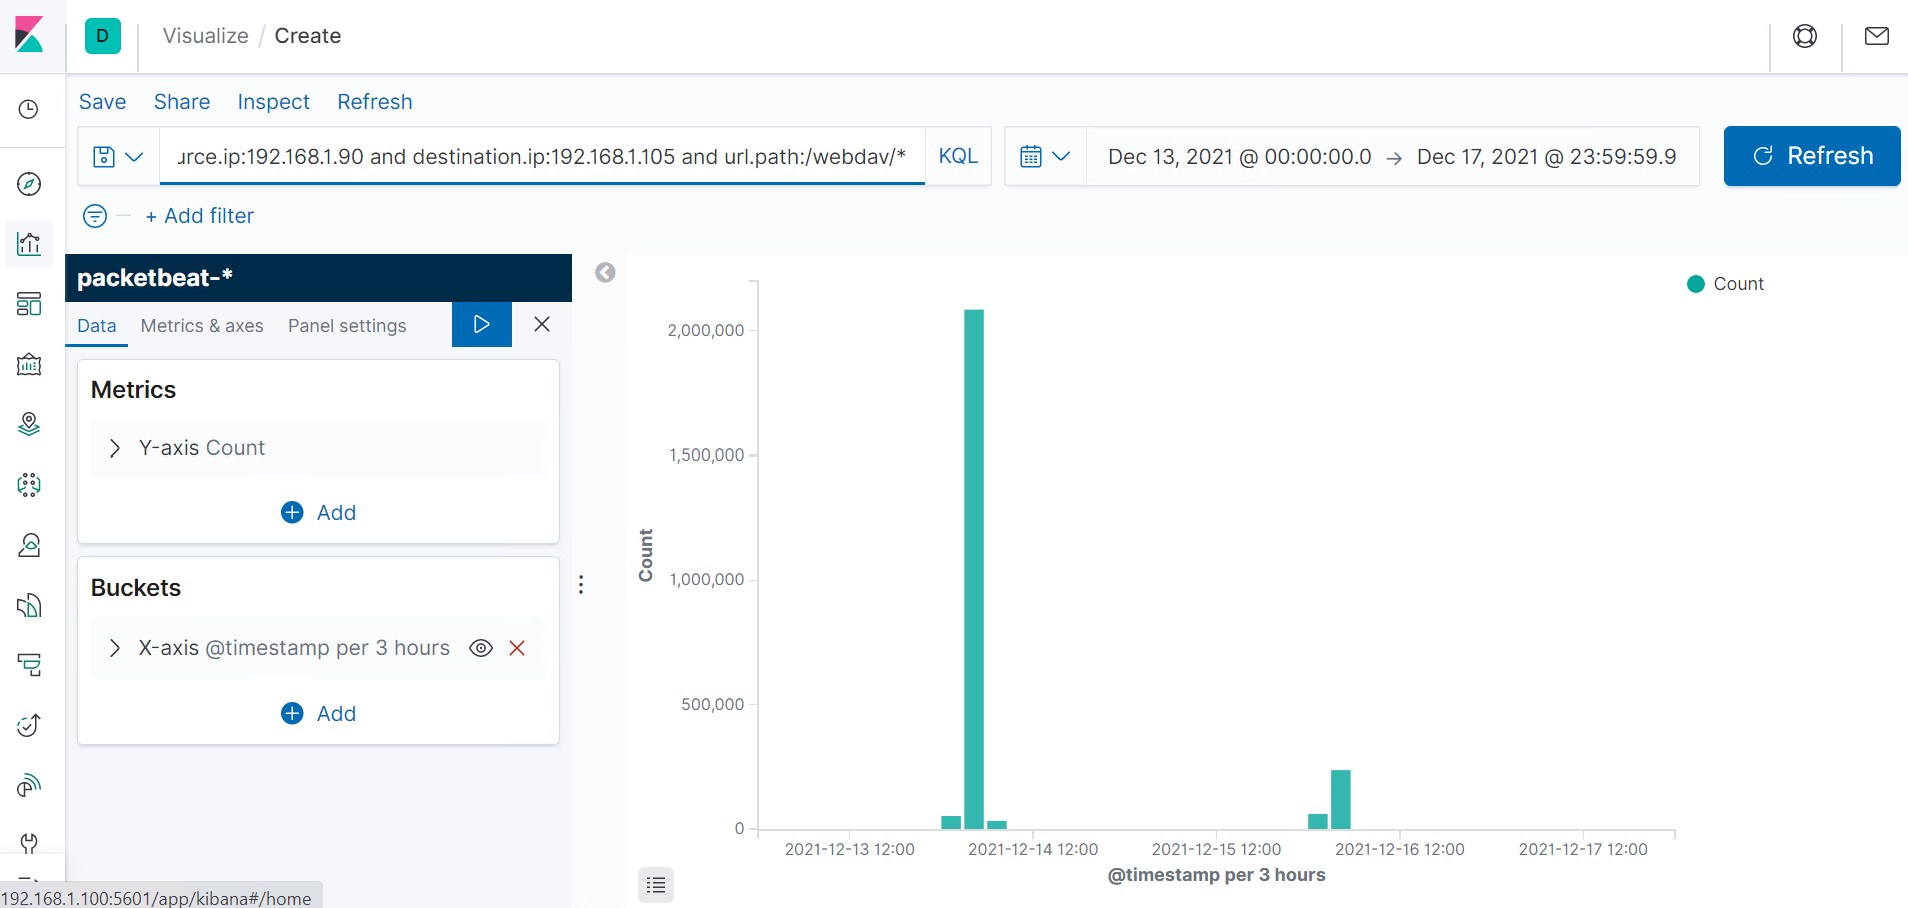 D
Visualize / Create
Save Share Inspect Refresh
urce.ip:192.168.1.90 and destination.ip:192.168.1.105 and url.path:/webdav/* KQL
Dec 13, 2021 @ 00:00:00.0 → Dec 17, 2021 @ 23:59:59.9
Refresh
+ Add filter
packetbeat-*
Data Metrics & axes Panel settings
Metrics
Y-axis Count
Add
Buckets
X-axis @timestamp per 3 hours
Add
Count
2,000,000
1,500,000
1,000,000
500,000
0
Count
2021-12-13 12:00 2021-12-14 12:00 2021-12-15 12:00 2021-12-16 12:00 2021-12-17 12:00
@timestamp per 3 hours
192.168.1.100:5601/app/kibana#/home